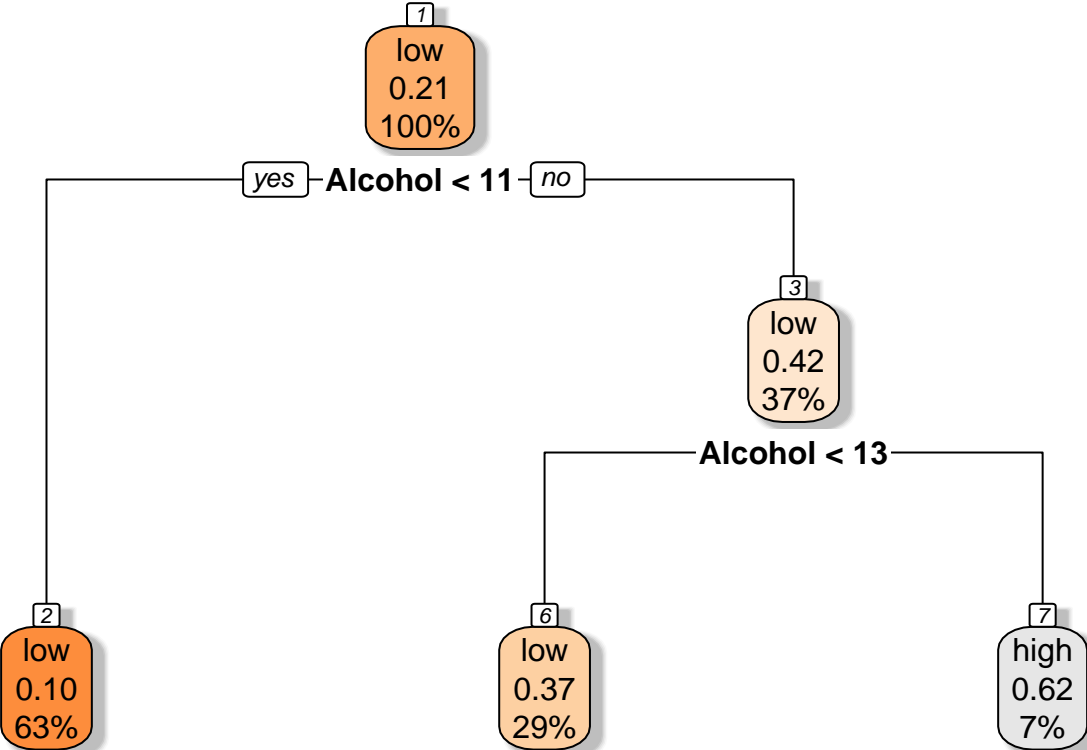 1
low
0.21
100%
yes Alcohol < 11 no
3
low
0.42
37%
Alcohol < 13
2
low
0.10
63%
6
low
0.37
29%
7
high
0.62
7%